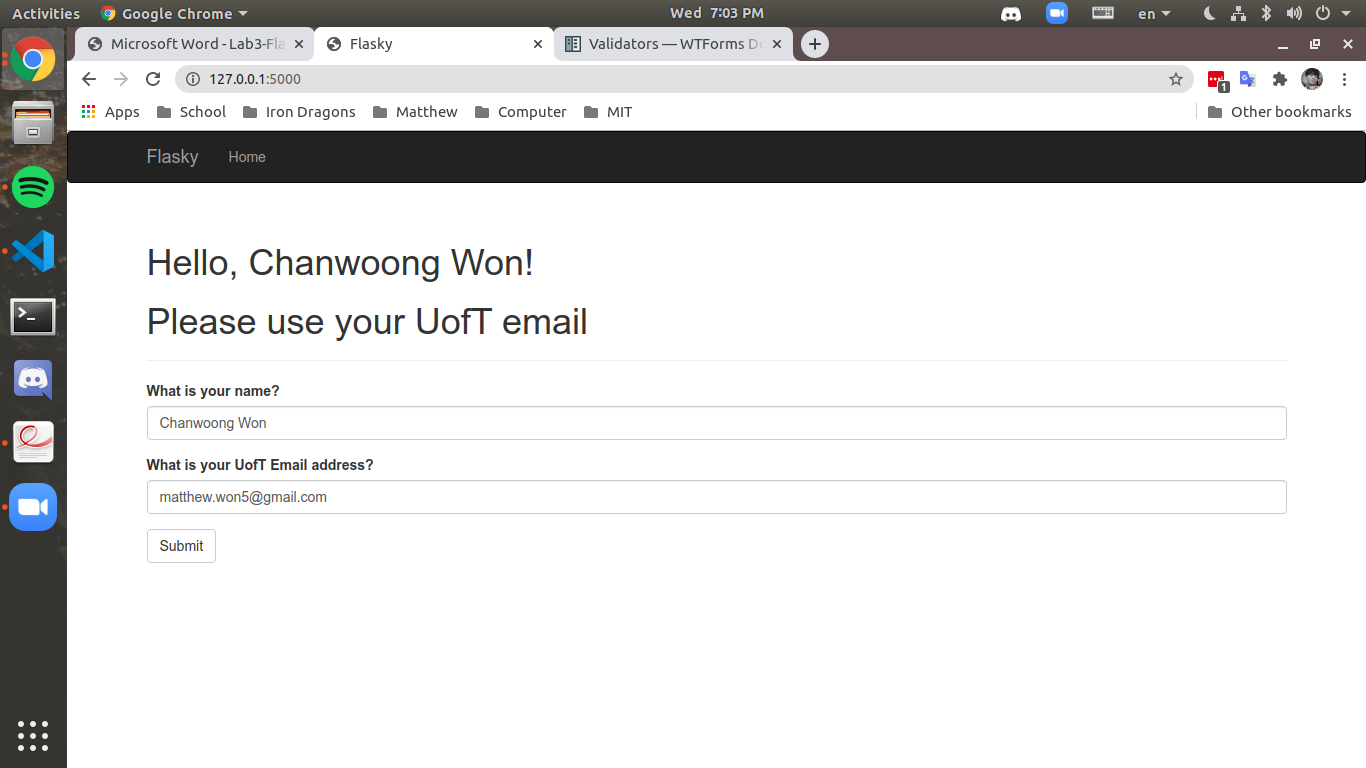 Activities Google Chrome Wed 7:03 PM en
Microsoft Word - Lab3-Fla Flasky Validators — WTForms Do
127.0.0.1:5000 1
Apps School Iron Dragons Matthew Computer MIT Other bookmarks
Flasky Home
Hello, Chanwoong Won!
Please use your UofT email
What is your name?
Chanwoong Won
What is your UofT Email address?
matthew.won5@gmail.com
Submit